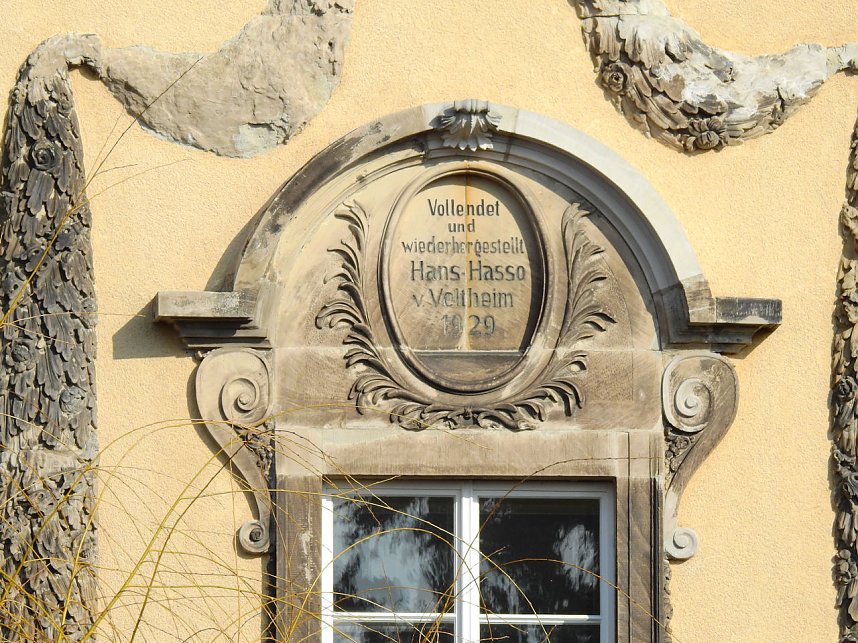 Vollendet
und
wiederhergestellt
Hans-Hasso
v Veltheim
1929